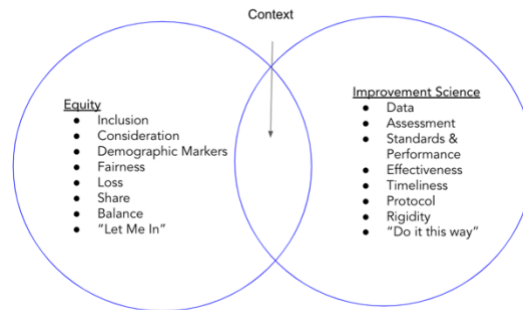 Context
Equity
● Inclusion
● Consideration
● Demographic Markers
● Fairness
● Loss
● Share
● Balance
● “Let Me In”
Improvement Science
● Data
● Assessment
● Standards &
Performance
● Effectiveness
● Timeliness
● Protocol
● Rigidity
● “Do it this way”